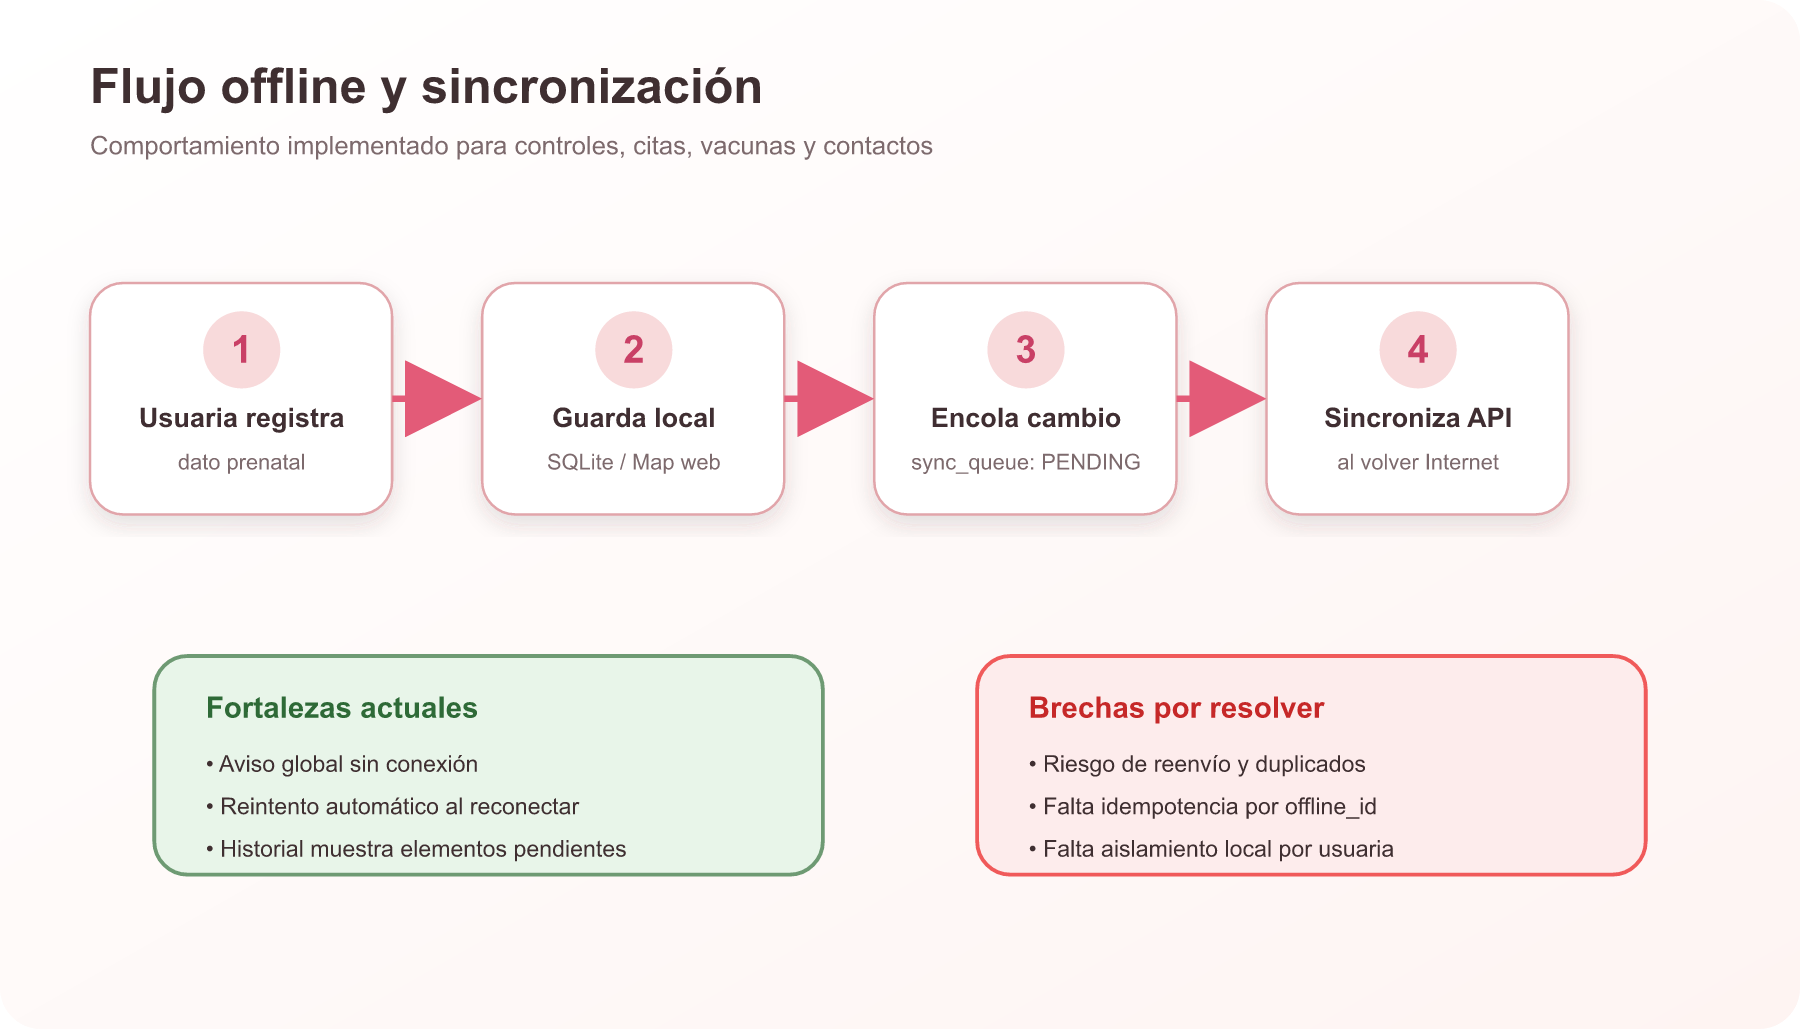 Flujo offline y sincronización
Comportamiento implementado para controles, citas, vacunas y contactos
1
Usuaria registra
dato prenatal
2
Guarda local
SQLite / Map web
3
Encola cambio
sync_queue: PENDING
4
Sincroniza API
al volver Internet
Fortalezas actuales
• Aviso global sin conexión
• Reintento automático al reconectar
• Historial muestra elementos pendientes
Brechas por resolver
• Riesgo de reenvío y duplicados
• Falta idempotencia por offline_id
• Falta aislamiento local por usuaria